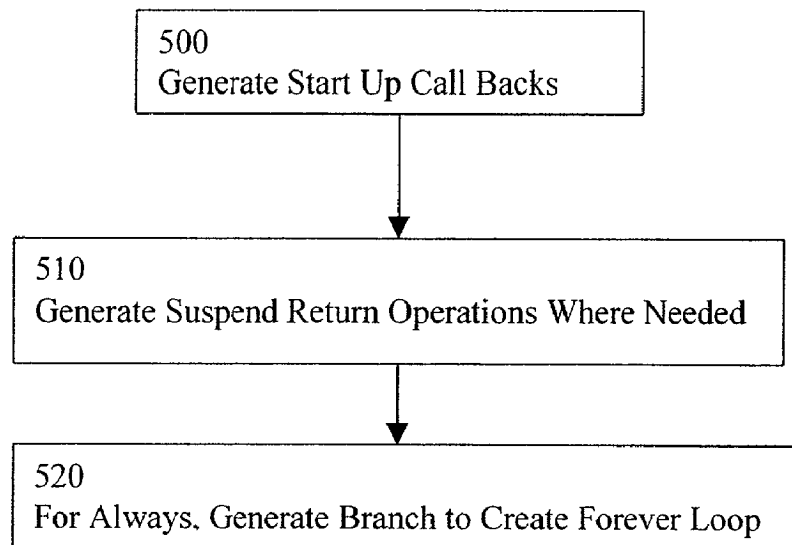 500
Generate Start Up Call Backs
510
Generate Suspend Return Operations Where Needed
520
For Always, Generate Branch to Create Forever Loop